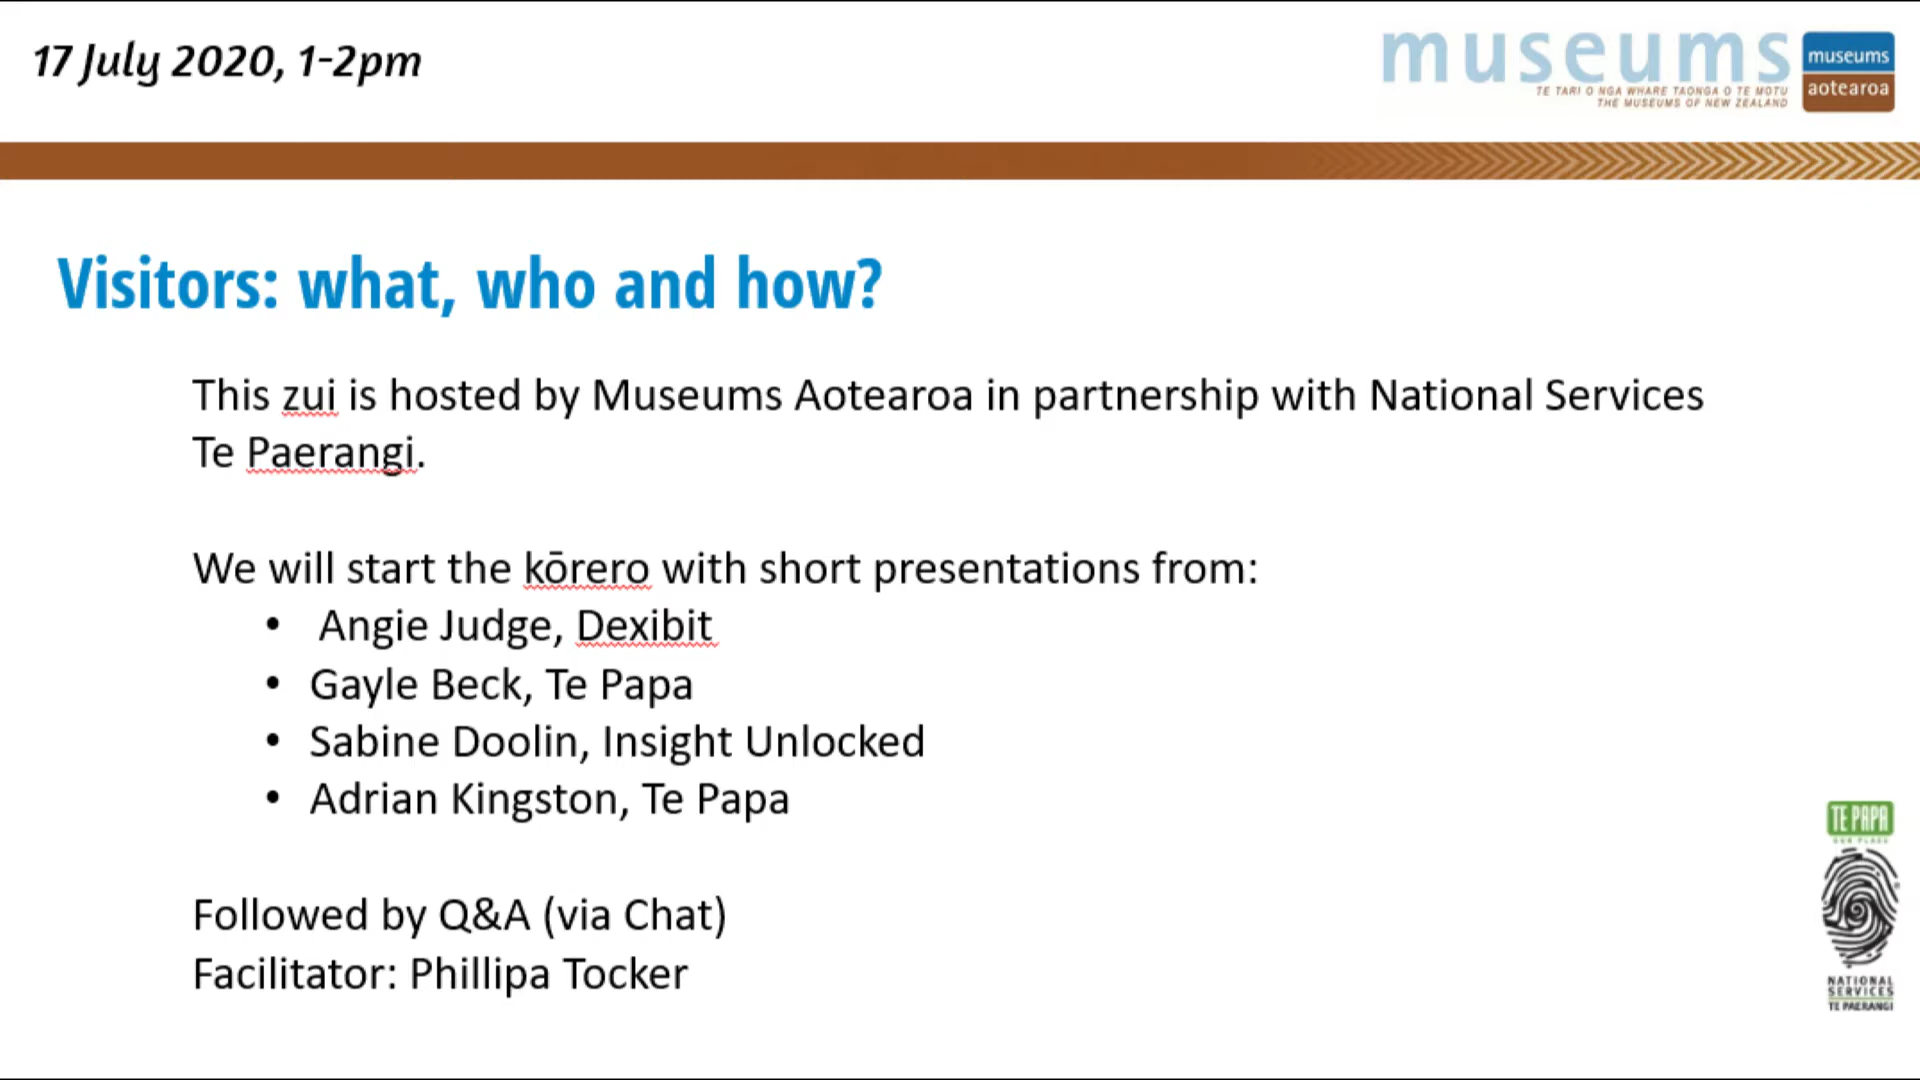 17 July 2020, 1-2pm
museums
TE TARI O NGA WHARE TAONGA O TE MOTU
THE MUSEUMS OF NEW ZEALAND
museums
aotearoa
Visitors: what, who and how?
This zui is hosted by Museums Aotearoa in partnership with National Services
Te Paerangi.
We will start the kōrero with short presentations from:
• Angie Judge, Dexibit
• Gayle Beck, Te Papa
• Sabine Doolin, Insight Unlocked
• Adrian Kingston, Te Papa
Followed by Q&A (via Chat)
Facilitator: Phillipa Tocker
TE PAPA
OUR PLACE
NATIONAL
SERVICES
TE PAERANGI